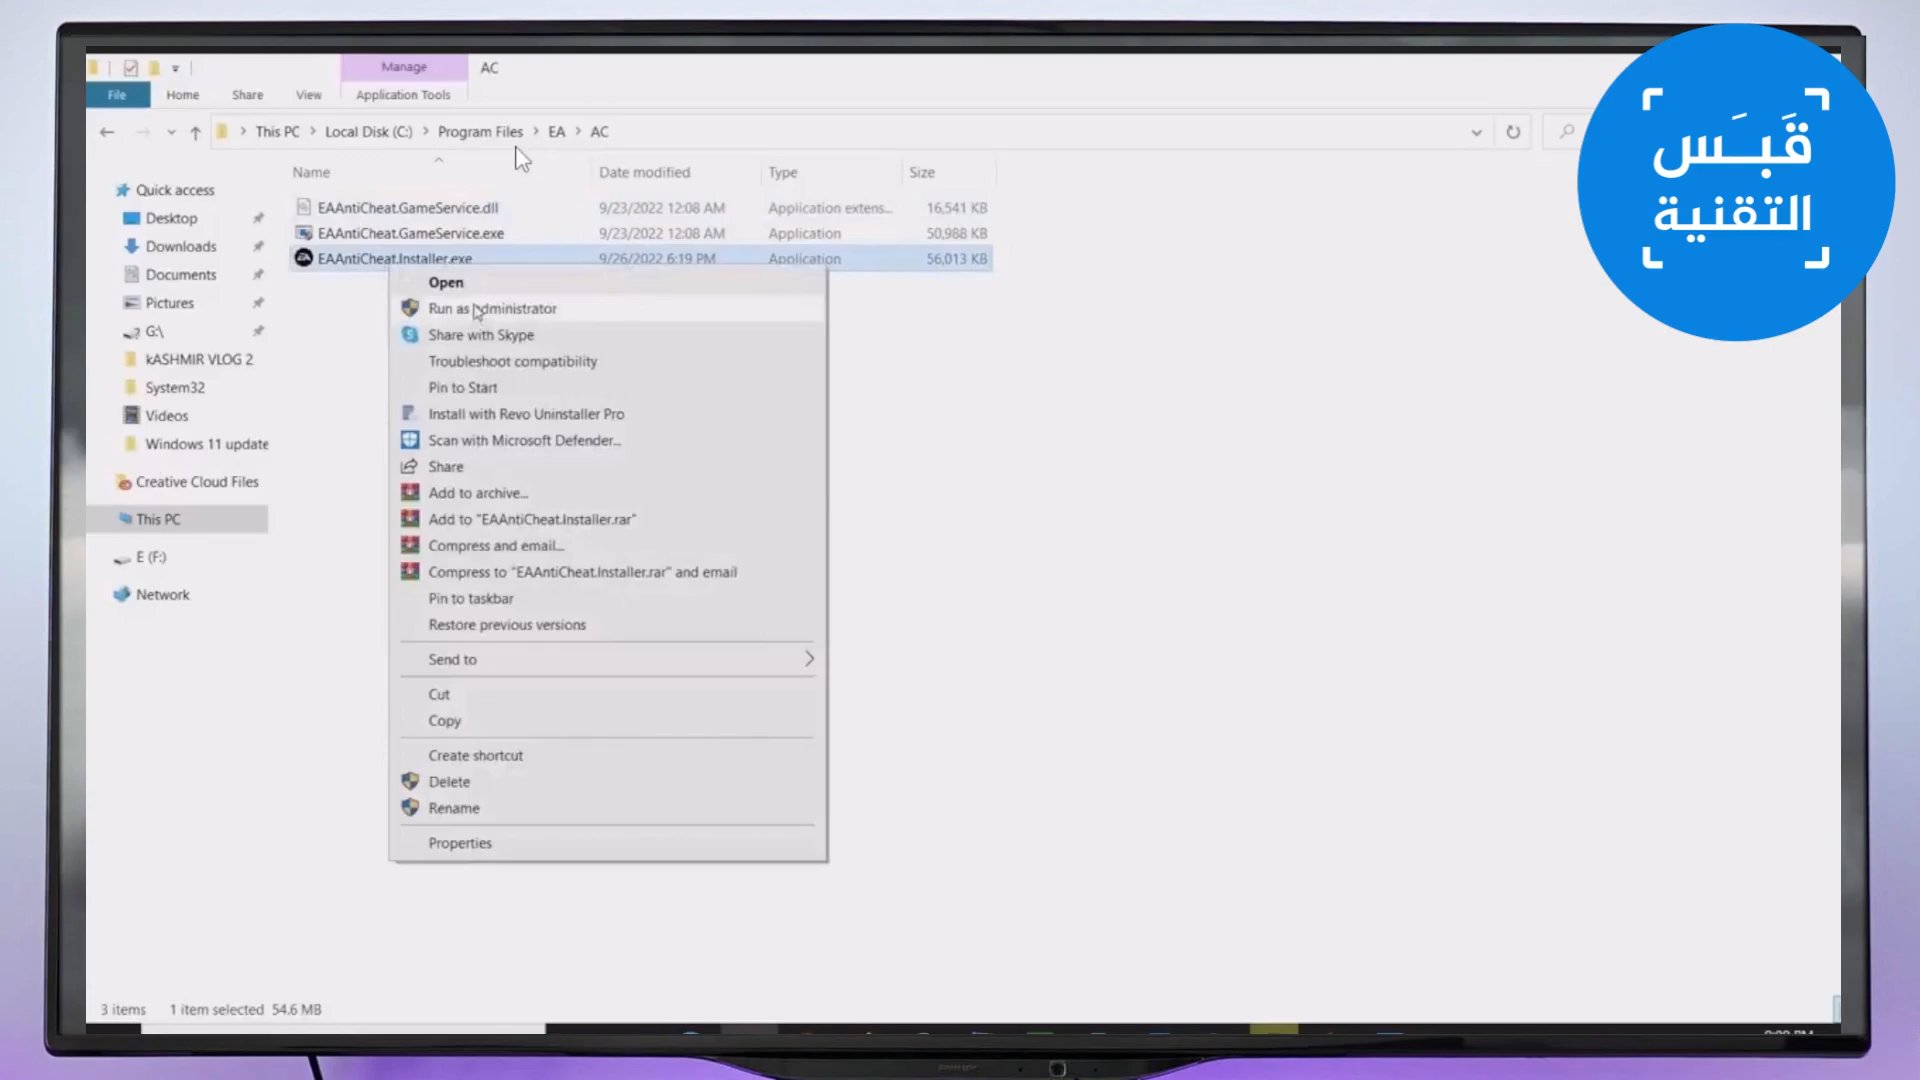 Manage
AC
File
Home
Share
View
Application Tools
This PC
Local Disk (C:)
Program Files
EA
AC
Name
Date modified
Type
Size
EAAntiCheat.GameService.dll
9/23/2022 12:08 AM
Application extens...
16,541 KB
EAAntiCheat.GameService.exe
9/23/2022 12:08 AM
Application
50,988 KB
EAAntiCheat.Installer.exe
9/26/2022 6:19 PM
Application
56,013 KB
Quick access
Desktop
Downloads
Documents
Pictures
G:\
kASHMIR VLOG 2
System32
Videos
Windows 11 update
Creative Cloud Files
This PC
E (F:)
Network
Open
Run as administrator
Share with Skype
Troubleshoot compatibility
Pin to Start
Install with Revo Uninstaller Pro
Scan with Microsoft Defender...
Share
Add to archive...
Add to "EAAntiCheat.Installer.rar"
Compress and email...
Compress to "EAAntiCheat.Installer.rar" and email
Pin to taskbar
Restore previous versions
Send to
Cut
Copy
Create shortcut
Delete
Rename
Properties
3 items
1 item selected 54.6 MB
قَبَس
التقنية